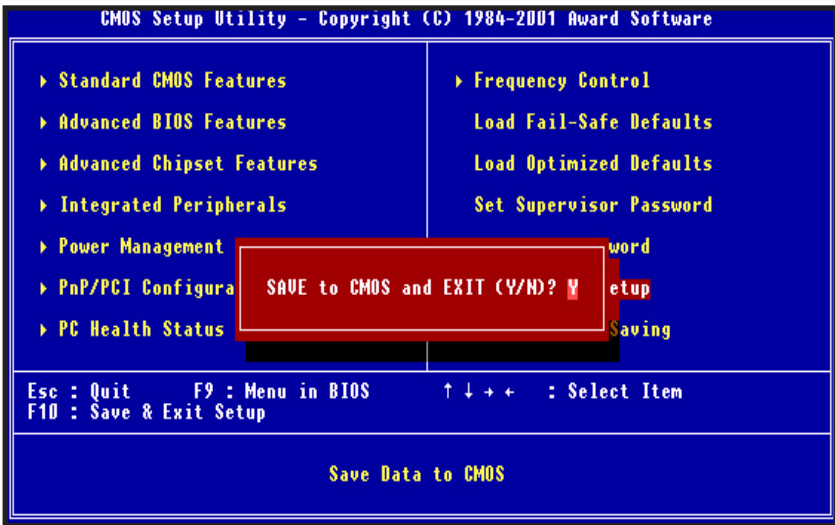 CMOS Setup Utility - Copyright (C) 1984-2001 Award Software
Standard CMOS Features
Advanced BIOS Features
Advanced Chipset Features
Integrated Peripherals
Power Management
PnP/PCI Configura
PC Health Status
Frequency Control
Load Fail-Safe Defaults
Load Optimized Defaults
Set Supervisor Password
word
etup
Saving
SAVE to CMOS and EXIT (Y/N)? Y
Esc : Quit F9 : Menu in BIOS ↑ ↓ → ← : Select Item
F10 : Save & Exit Setup
Save Data to CMOS